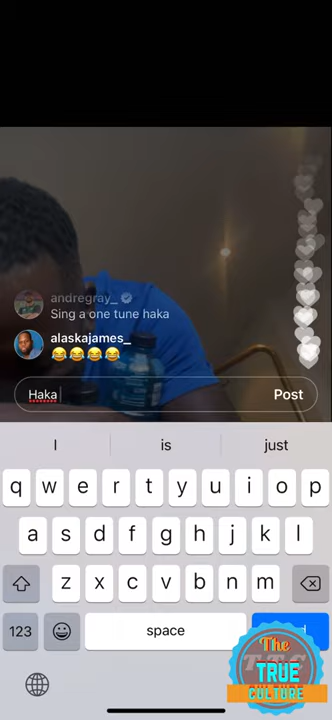 andregray_
Sing a one tune haka
alaskajames_
😂😂😂😂
Haka
Post
I is just
q w e r t y u i o p
a s d f g h j k l
z x c v b n m
123 space
The
T.T.C
TRUE
CULTURE